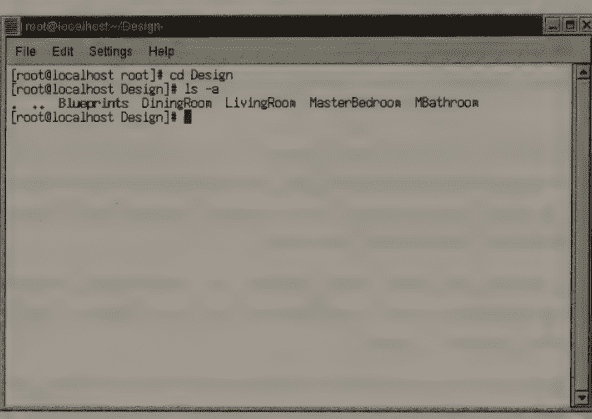 root@localhost:~/Design
File Edit Settings Help
[root@localhost root]# cd Design
[root@localhost Design]# ls -a
. .. Blueprints DiningRoom LivingRoom MasterBedroom MBathroom
[root@localhost Design]#